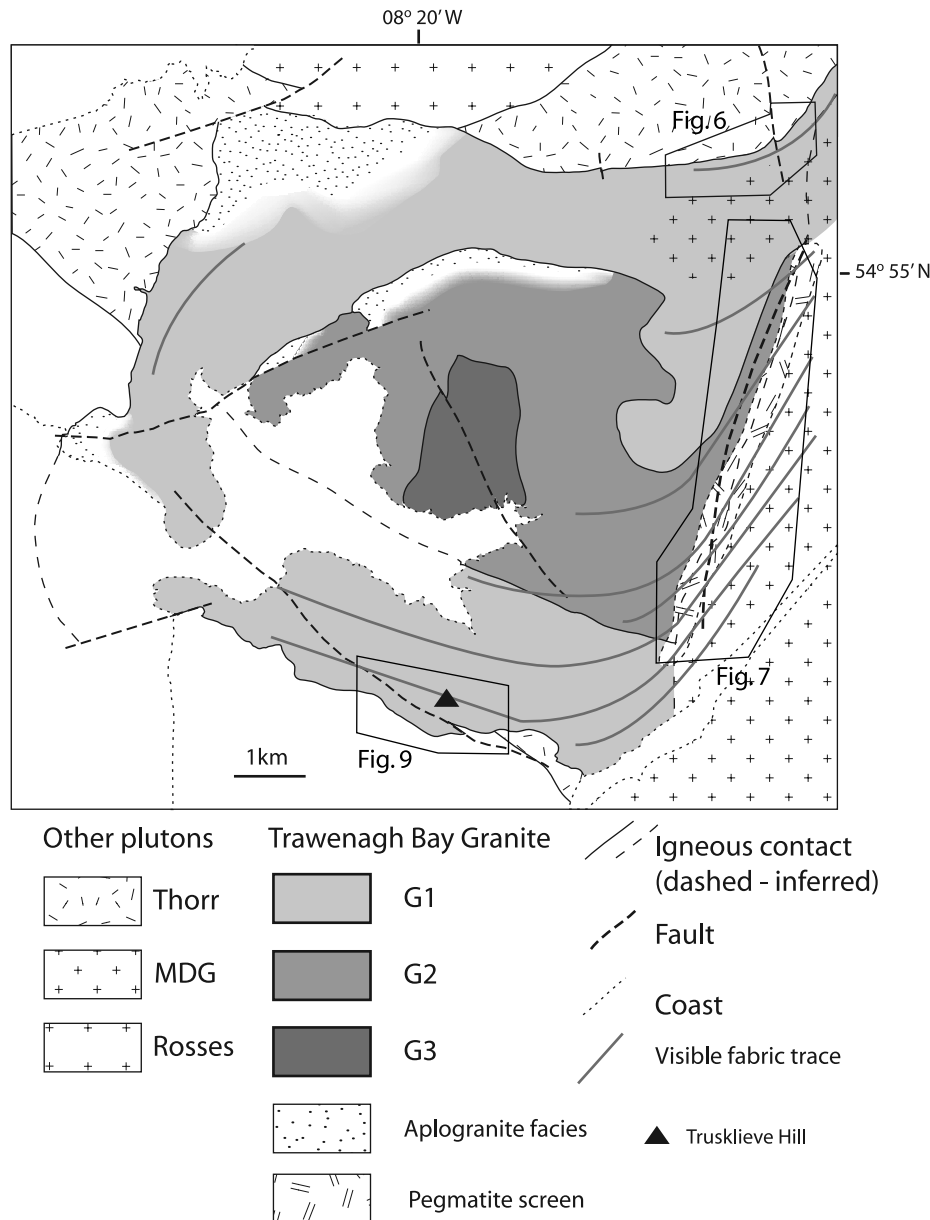 08° 20' W
Fig. 6
54° 55' N
Fig. 7
Fig. 9
1km
Other plutons
Thorr
MDG
Rosses
Trawenagh Bay Granite
G1
G2
G3
Aplogranite facies
Pegmatite screen
Igneous contact
(dashed - inferred)
Fault
Coast
Visible fabric trace
Trusklieve Hill